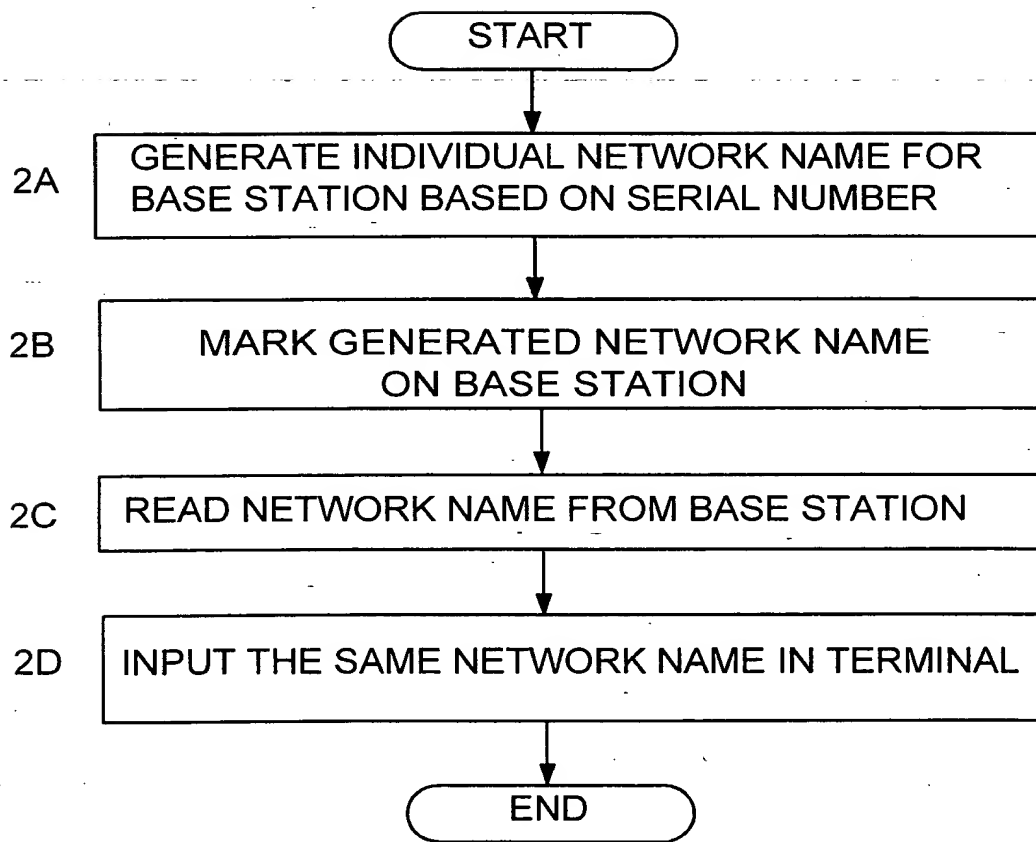 START
2A
GENERATE INDIVIDUAL NETWORK NAME FOR
BASE STATION BASED ON SERIAL NUMBER
2B
MARK GENERATED NETWORK NAME
ON BASE STATION
2C
READ NETWORK NAME FROM BASE STATION
2D
INPUT THE SAME NETWORK NAME IN TERMINAL
END